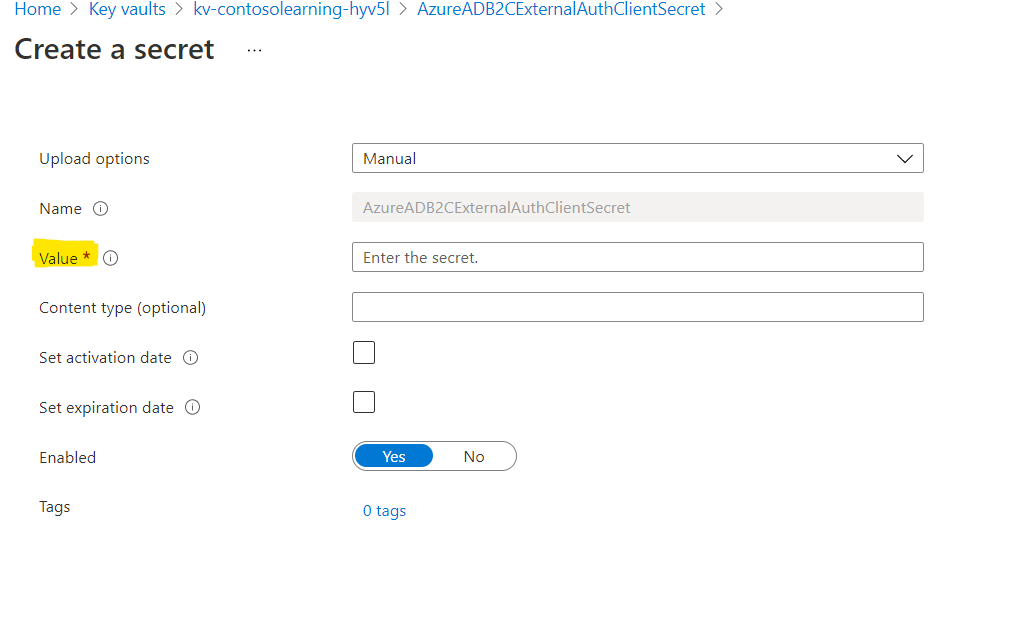 Home > Key vaults > kv-contosolearning-hyv5l > AzureADB2CExternalAuthClientSecret >
Create a secret ...
Upload options Manual
Name AzureADB2CExternalAuthClientSecret
Value * Enter the secret.
Content type (optional)
Set activation date
Set expiration date
Enabled Yes No
Tags 0 tags